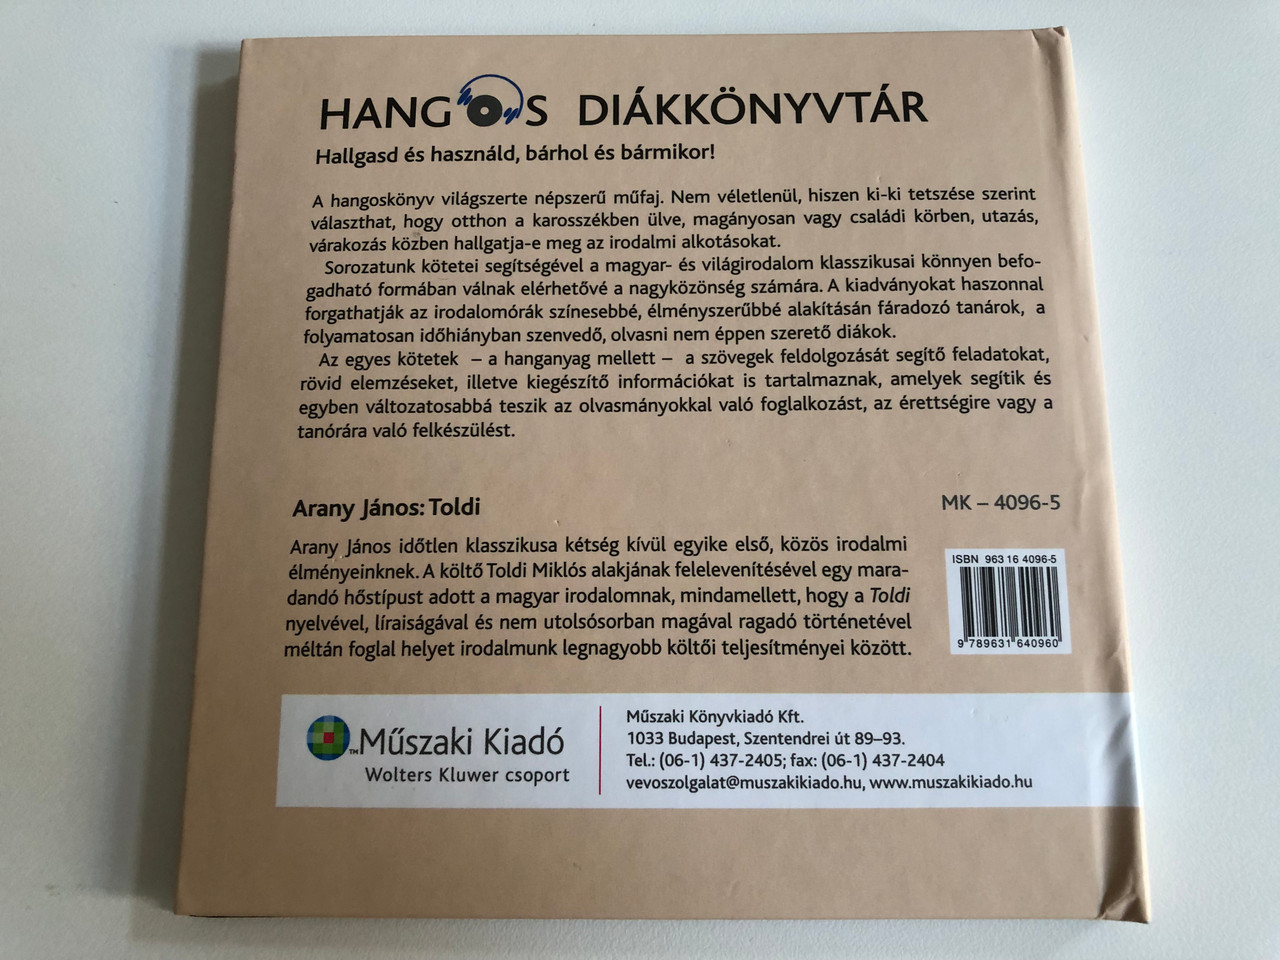 HANGOS DIÁKKÖNYVTÁR
Hallgasd és használd, bárhol és bármikor!
A hangoskönyv világszerte népszerű műfaj. Nem véletlenül, hiszen ki-ki tetszése szerint
választhat, hogy otthon a karosszékben ülve, magányosan vagy családi körben, utazás,
várakozás közben hallgatja-e meg az irodalmi alkotásokat.
Sorozatunk kötetei segítségével a magyar- és világirodalom klasszikusai könnyen befo-
gadható formában válnak elérhetővé a nagyközönség számára. A kiadványokat haszonnal
forgathatják az irodalomórák színesebbé, élményszerűbbé alakításán fáradozó tanárok, a
folyamatosan időhiányban szenvedő, olvasni nem éppen szerető diákok.
Az egyes kötetek – a hanganyag mellett – a szövegek feldolgozását segítő feladatokat,
rövid elemzéseket, illetve kiegészítő információkat is tartalmaznak, amelyek segítik és
egyben változatosabbá teszik az olvasmányokkal való foglalkozást, az érettségire vagy a
tanórára való felkészülést.
Arany János: Toldi
MK – 4096-5
Arany János időtlen klasszikusa kétség kívül egyike első, közös irodalmi
élményeinknek. A költő Toldi Miklós alakjának felelevenítésével egy mara-
dandó hőstípust adott a magyar irodalomnak, mindamellett, hogy a Toldi
nyelvével, líraiságával és nem utolsósorban magával ragadó történetével
méltán foglal helyet irodalmunk legnagyobb költői teljesítményei között.
ISBN 963 16 4096-5
9 789631 640960
™Műszaki Kiadó
Wolters Kluwer csoport
Műszaki Könyvkiadó Kft.
1033 Budapest, Szentendrei út 89–93.
Tel.: (06-1) 437-2405; fax: (06-1) 437-2404
vevoszolgalat@muszakikiado.hu, www.muszakikiado.hu